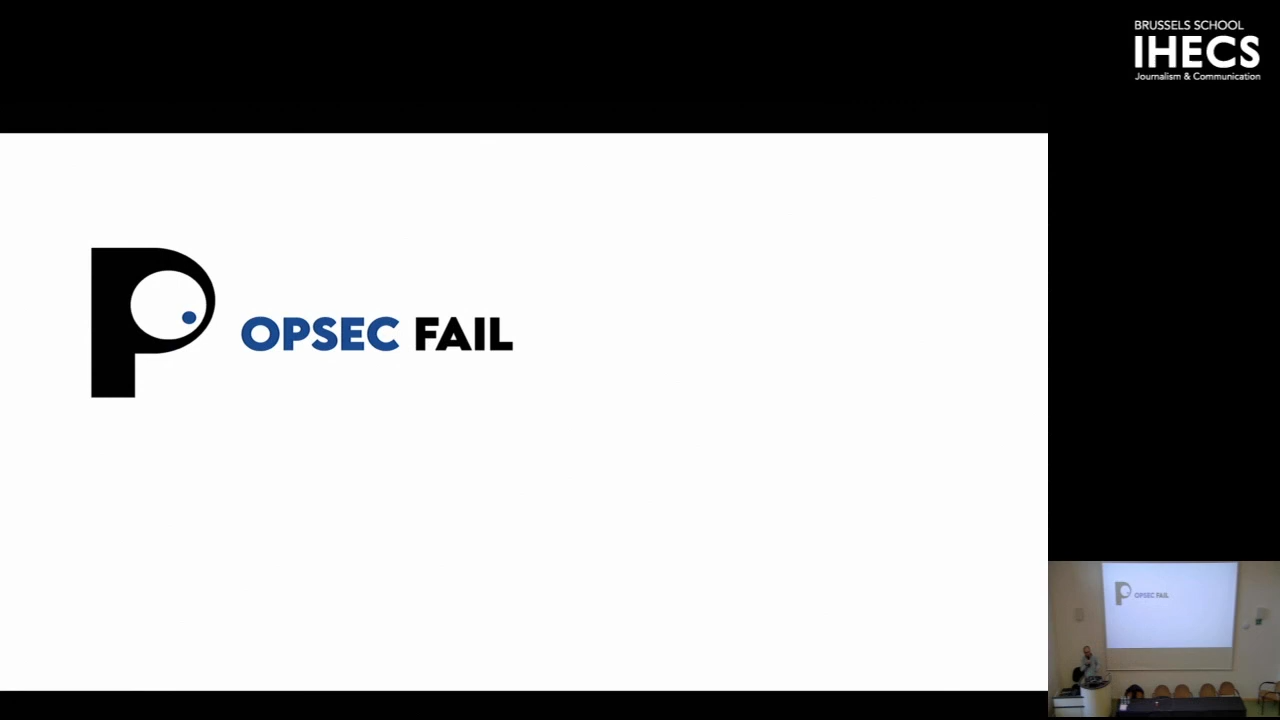 BRUSSELS SCHOOL
IHECS
Journalism & Communication
P OPSEC FAIL
P OPSEC FAIL